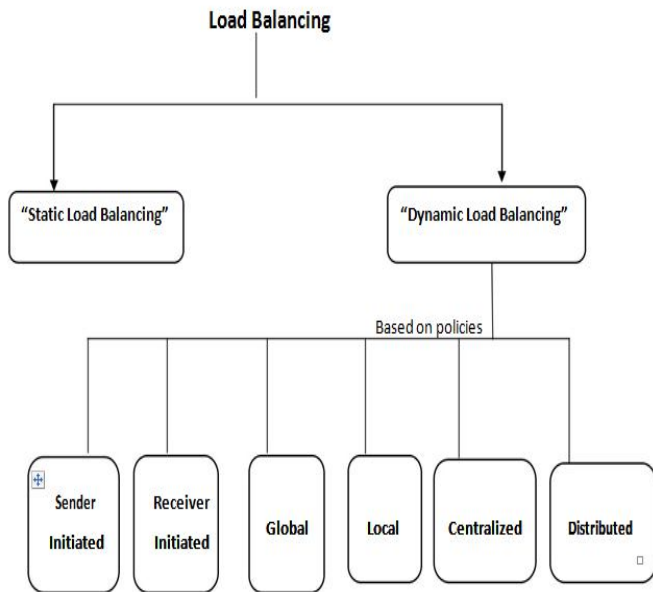 Load Balancing
“Static Load Balancing”
“Dynamic Load Balancing”
Based on policies
Sender
Initiated
Receiver
Initiated
Global
Local
Centralized
Distributed